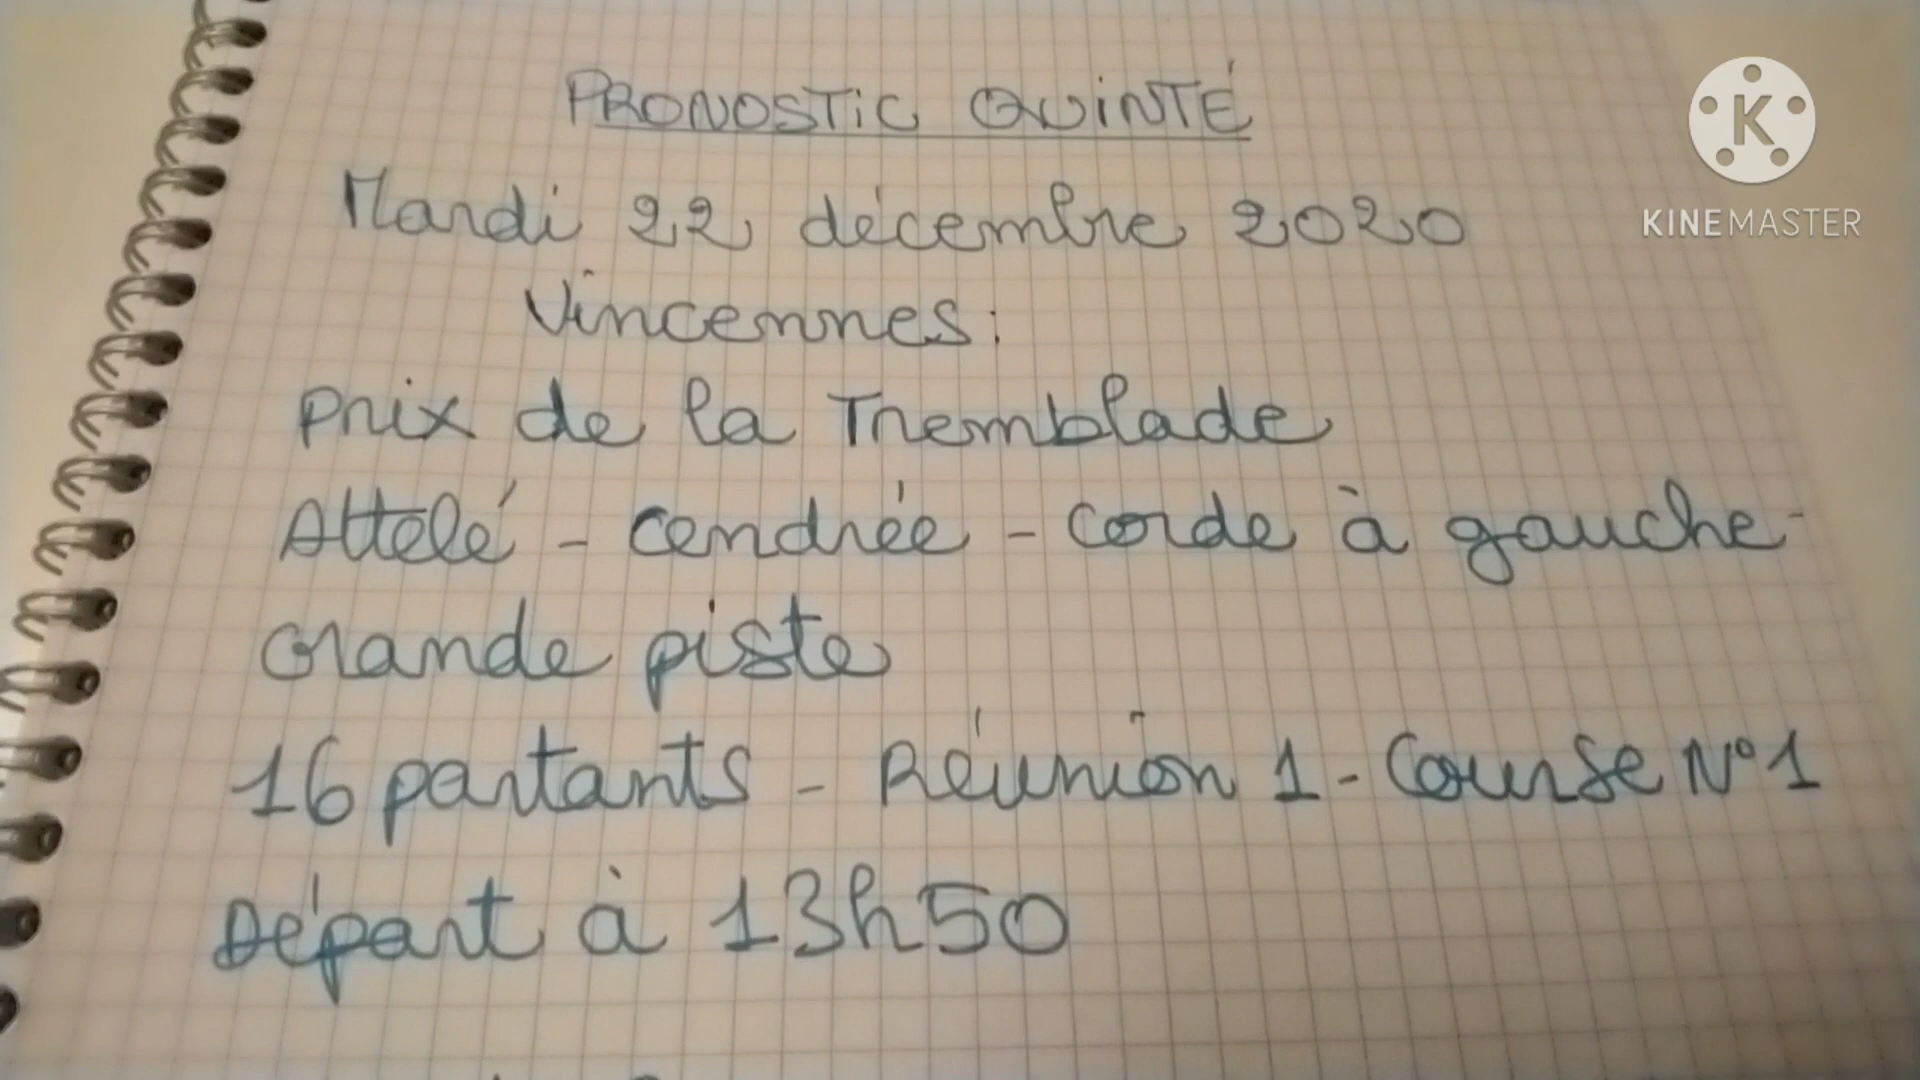 PRONOSTIC QUINTÉ
Mardi 22 décembre 2020
Vincennes:
Prix de la Tremblade
Attelé - Cendrée - Corde à gauche -
Grande piste
16 partants - Réunion 1 - Course N°1
Départ à 13h50
K
KINEMASTER